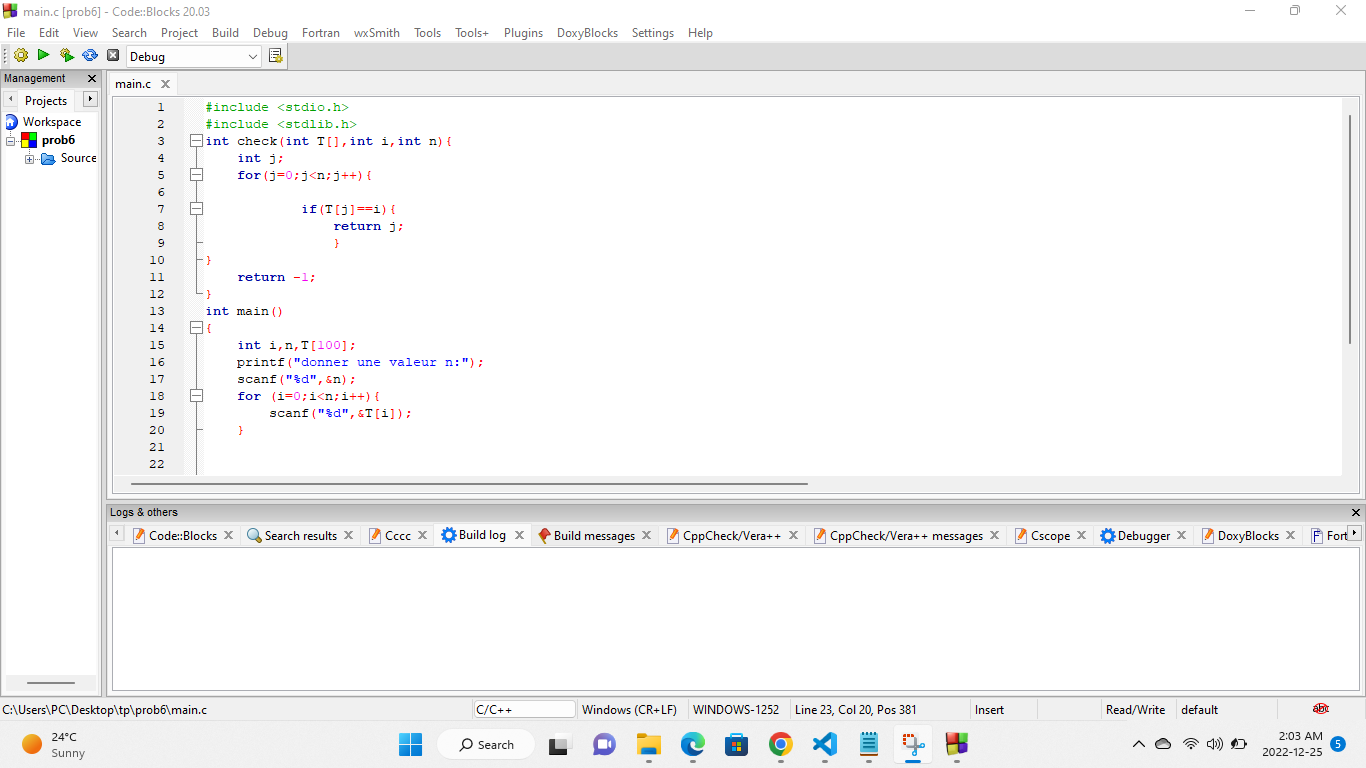 main.c [prob6] - Code::Blocks 20.03
File Edit View Search Project Build Debug Fortran wxSmith Tools Tools+ Plugins DoxyBlocks Settings Help
Debug
Management
Projects
Workspace
prob6
Source
main.c
1 #include <stdio.h>
2 #include <stdlib.h>
3 int check(int T[],int i,int n){
4 int j;
5 for(j=0;j<n;j++){
6
7 if(T[j]==i){
8 return j;
9 }
10 }
11 return -1;
12 }
13 int main()
14 {
15 int i,n,T[100];
16 printf("donner une valeur n:");
17 scanf("%d",&n);
18 for (i=0;i<n;i++){
19 scanf("%d",&T[i]);
20 }
21
22
Logs & others
Code::Blocks Search results Cccc Build log Build messages CppCheck/Vera++ CppCheck/Vera++ messages Cscope Debugger DoxyBlocks Fort
C:\Users\PC\Desktop\tp\prob6\main.c C/C++ Windows (CR+LF) WINDOWS-1252 Line 23, Col 20, Pos 381 Insert Read/Write default abc
24°C
Sunny
Search
2:03 AM
2022-12-25
5